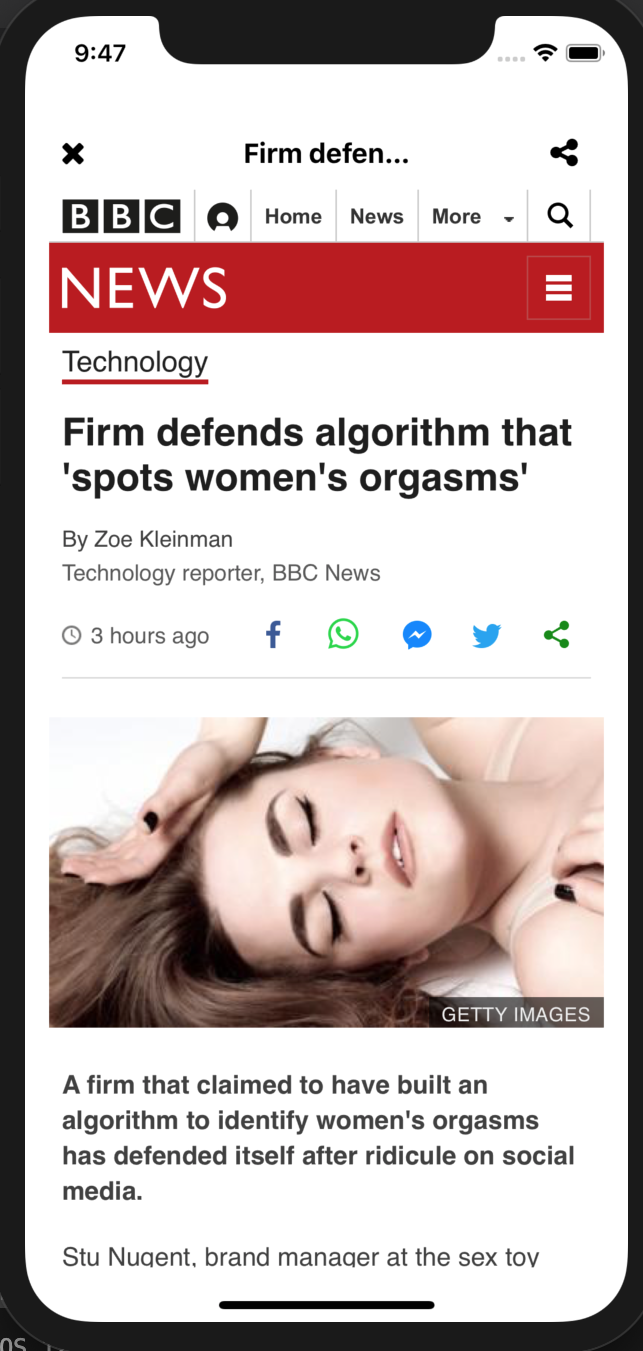 9:47
Firm defen...
BBC Home News More
NEWS
Technology
Firm defends algorithm that
'spots women's orgasms'
By Zoe Kleinman
Technology reporter, BBC News
3 hours ago
GETTY IMAGES
A firm that claimed to have built an
algorithm to identify women's orgasms
has defended itself after ridicule on social
media.
Stu Nugent, brand manager at the sex toy